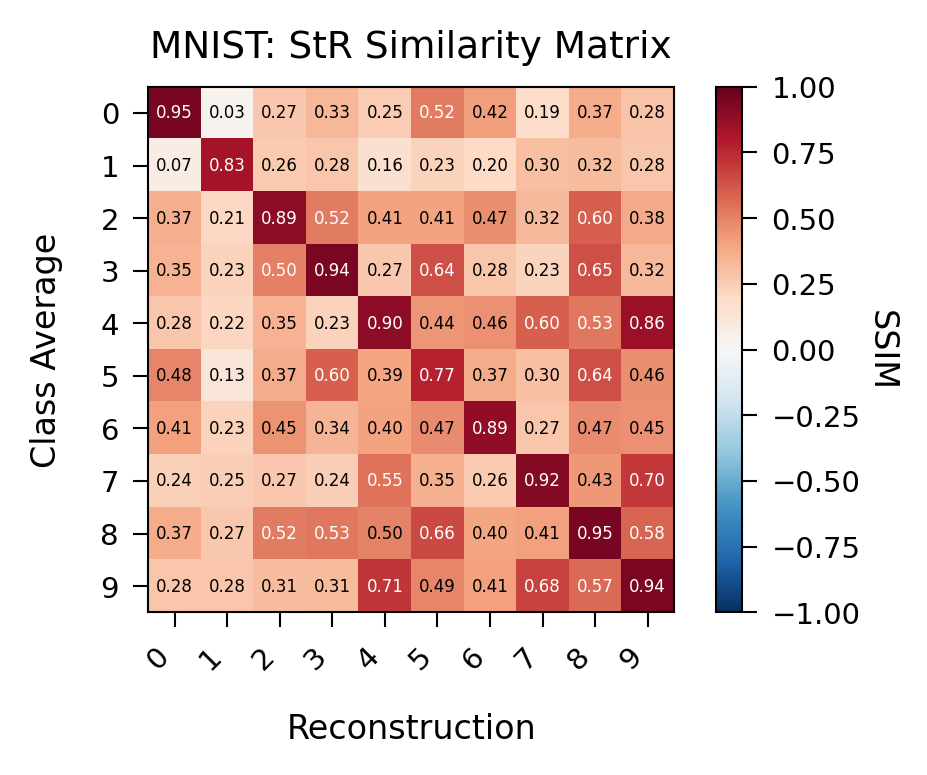 MNIST: StR Similarity Matrix
0 0.95 0.03 0.27 0.33 0.25 0.52 0.42 0.19 0.37 0.28
1 0.07 0.83 0.26 0.28 0.16 0.23 0.20 0.30 0.32 0.28
2 0.37 0.21 0.89 0.52 0.41 0.41 0.47 0.32 0.60 0.38
3 0.35 0.23 0.50 0.94 0.27 0.64 0.28 0.23 0.65 0.32
4 0.28 0.22 0.35 0.23 0.90 0.44 0.46 0.60 0.53 0.86
5 0.48 0.13 0.37 0.60 0.39 0.77 0.37 0.30 0.64 0.46
6 0.41 0.23 0.45 0.34 0.40 0.47 0.89 0.27 0.47 0.45
7 0.24 0.25 0.27 0.24 0.55 0.35 0.26 0.92 0.43 0.70
8 0.37 0.27 0.52 0.53 0.50 0.66 0.40 0.41 0.95 0.58
9 0.28 0.28 0.31 0.31 0.71 0.49 0.41 0.68 0.57 0.94
0 1 2 3 4 5 6 7 8 9
Reconstruction
Class Average
1.00
0.75
0.50
0.25
0.00
−0.25
−0.50
−0.75
−1.00
SSIM